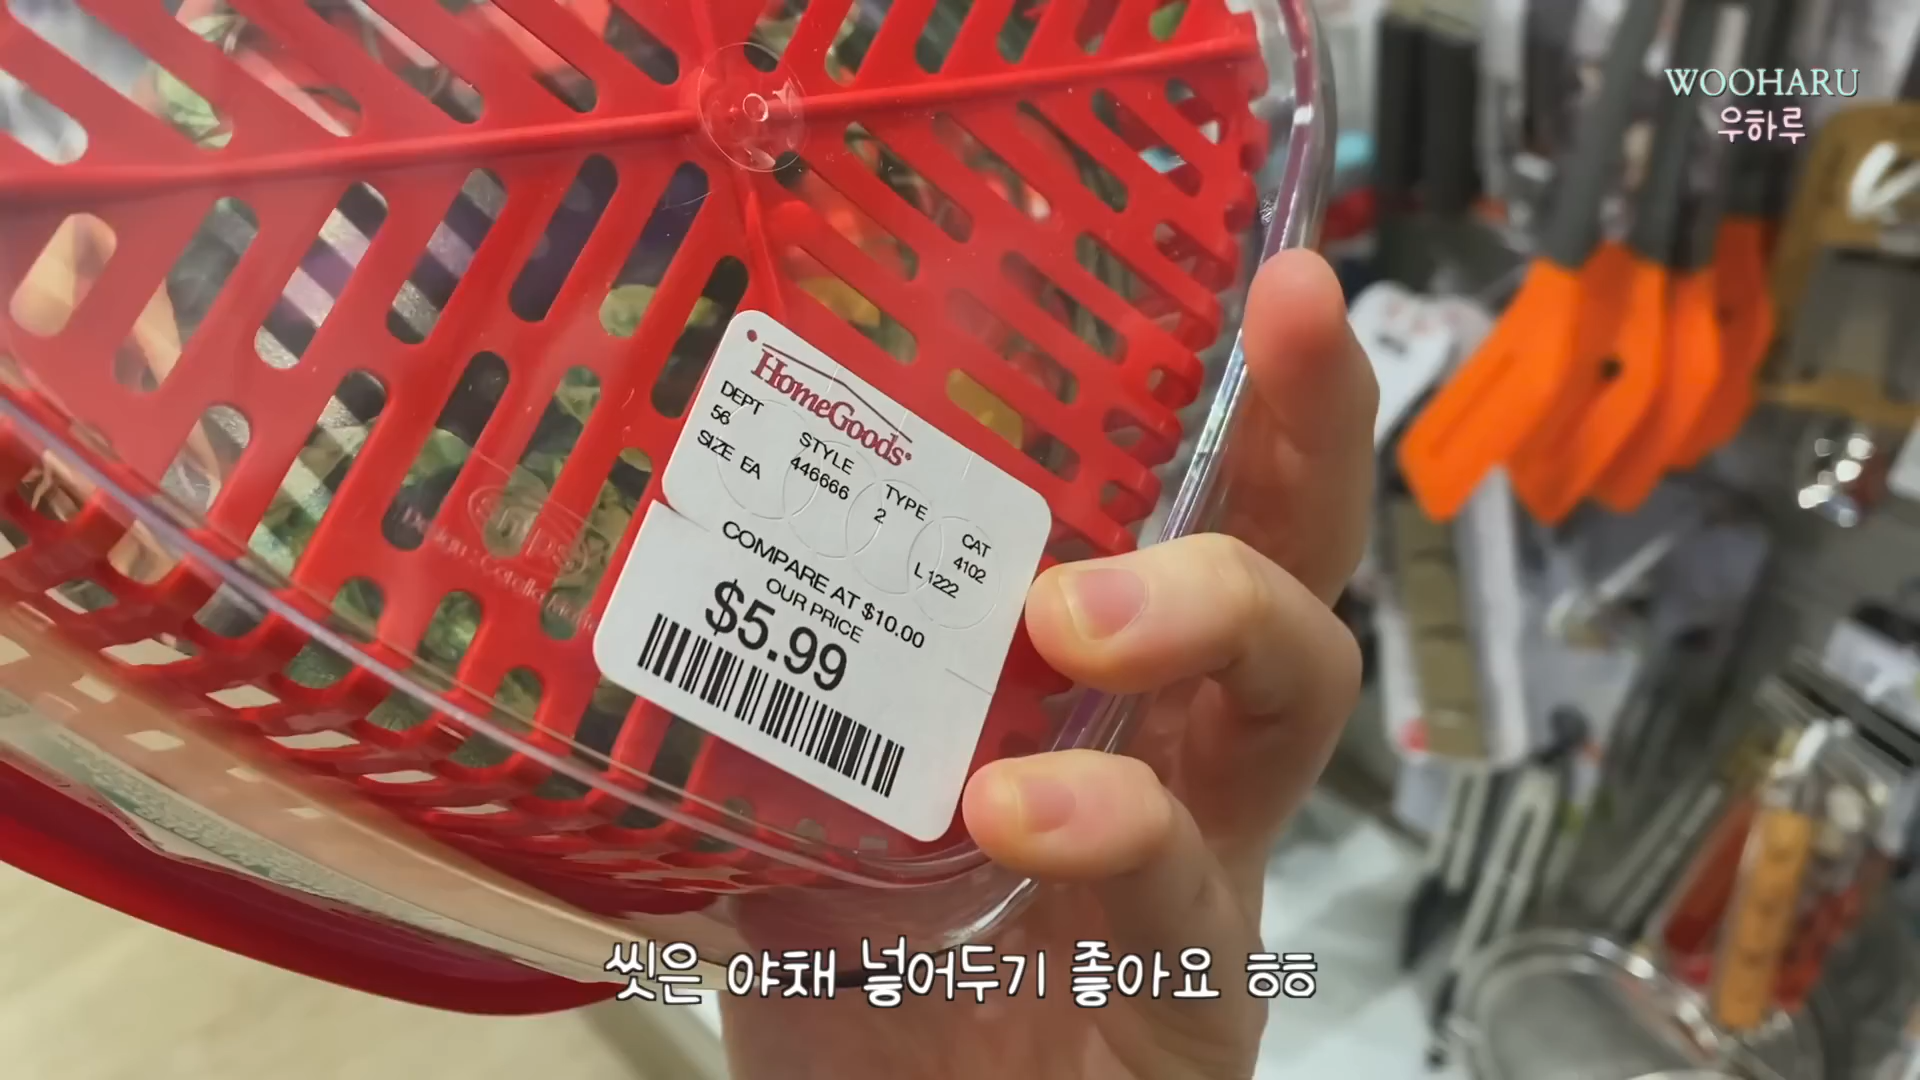 WOOHARU
우하루
HomeGoods
DEPT
56
STYLE
446666
TYPE
2
CAT
4102
SIZE EA
L1222
COMPARE AT $10.00
OUR PRICE
$5.99
씻은 야채 넣어두기 좋아요 ㅎㅎ